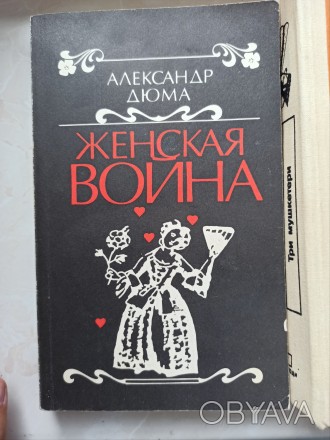 АЛЕКСАНДР
ДЮМА
ЖЕНСКАЯ
ВОЙНА
Три мушкетери
OBYAVA